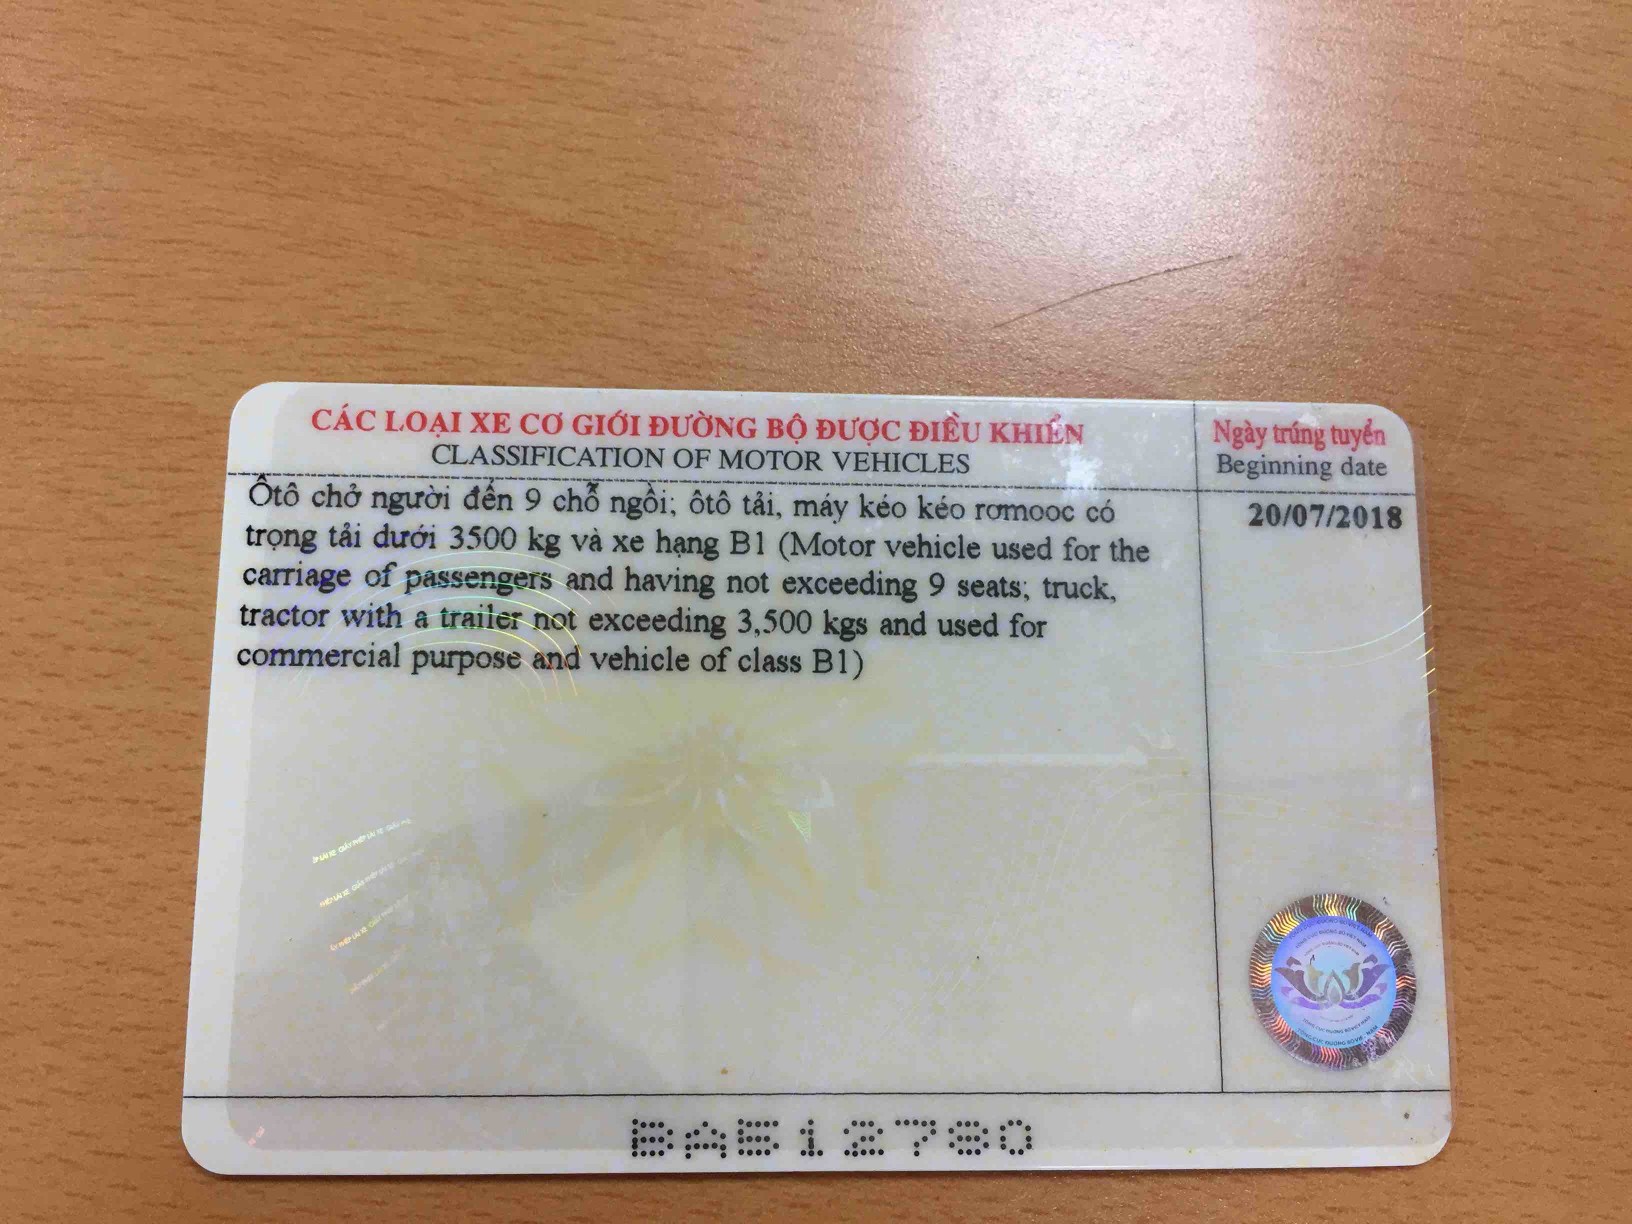 CÁC LOẠI XE CƠ GIỚI ĐƯỜNG BỘ ĐƯỢC ĐIỀU KHIỂN
CLASSIFICATION OF MOTOR VEHICLES
Ngày trúng tuyển
Beginning date
Ôtô chở người đến 9 chỗ ngồi; ôtô tải, máy kéo kéo rơmooc có
trọng tải dưới 3500 kg và xe hạng B1 (Motor vehicle used for the
carriage of passengers and having not exceeding 9 seats; truck,
tractor with a trailer not exceeding 3,500 kgs and used for
commercial purpose and vehicle of class B1)
20/07/2018
BA512780